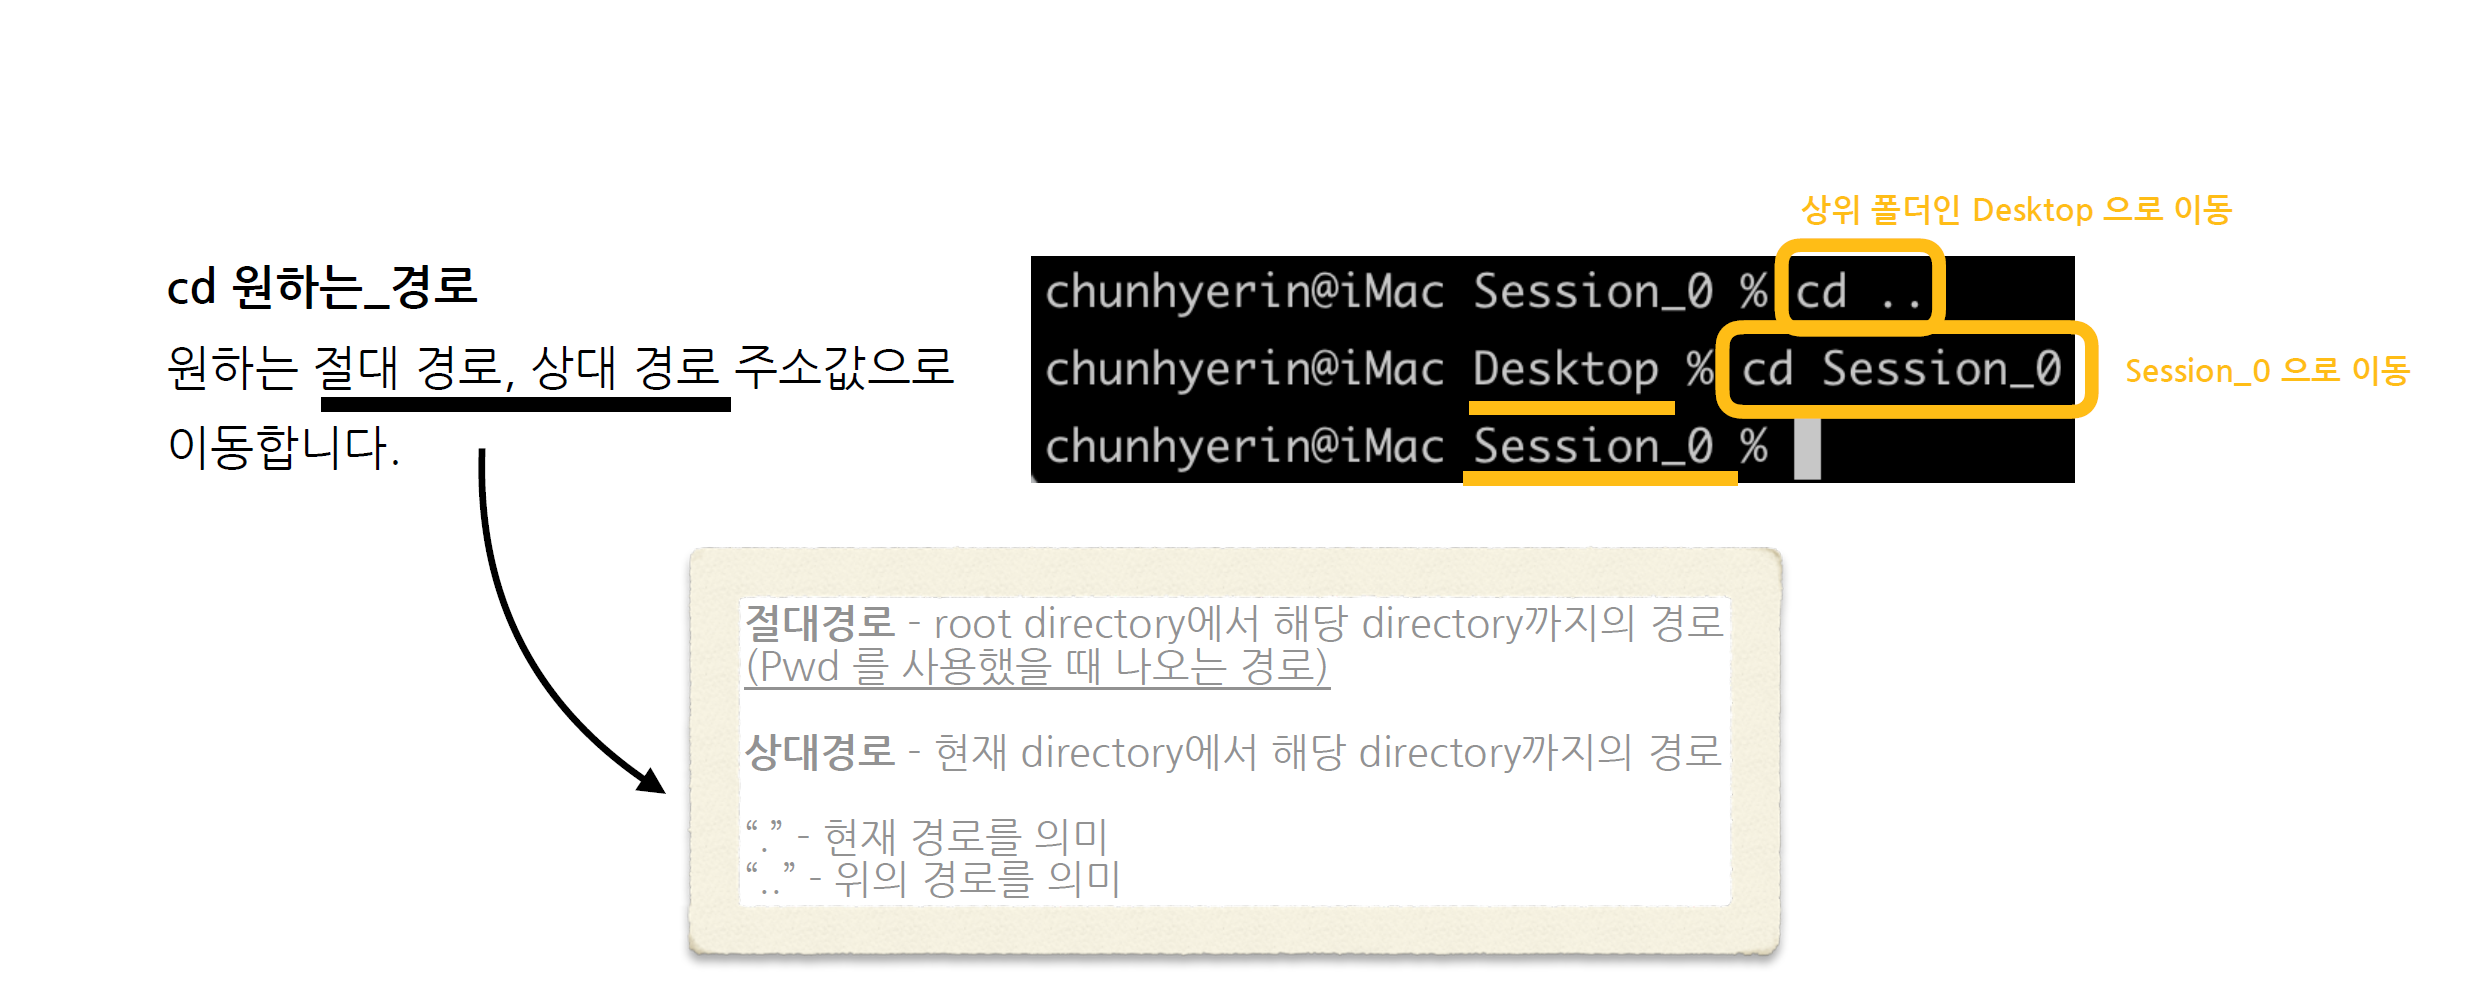 cd 원하는_경로
원하는 절대 경로, 상대 경로 주소값으로
이동합니다.
상위 폴더인 Desktop 으로 이동
chunhyerin@iMac Session_0 % cd ..
chunhyerin@iMac Desktop % cd Session_0
Session_0 으로 이동
chunhyerin@iMac Session_0 %
절대경로 - root directory에서 해당 directory까지의 경로
(Pwd 를 사용했을 때 나오는 경로)
상대경로 - 현재 directory에서 해당 directory까지의 경로
“.” - 현재 경로를 의미
“..” - 위의 경로를 의미